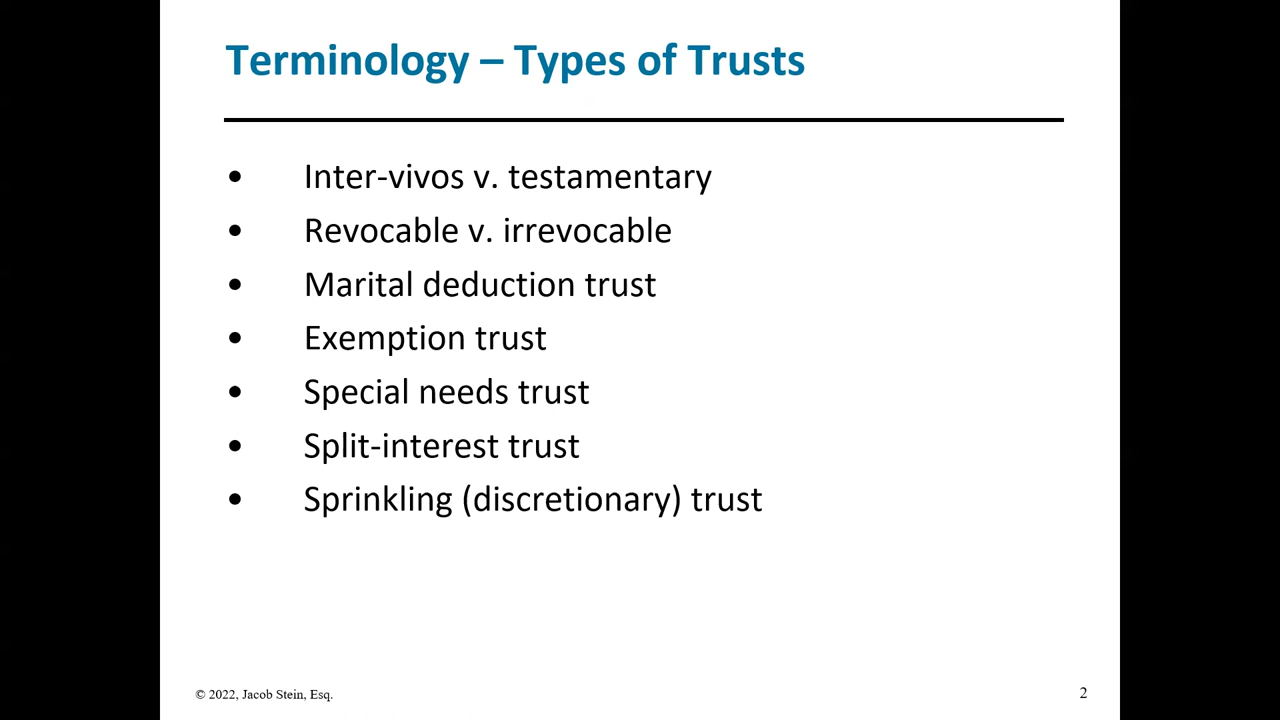 Terminology – Types of Trusts
• Inter-vivos v. testamentary
• Revocable v. irrevocable
• Marital deduction trust
• Exemption trust
• Special needs trust
• Split-interest trust
• Sprinkling (discretionary) trust
© 2022, Jacob Stein, Esq.
2